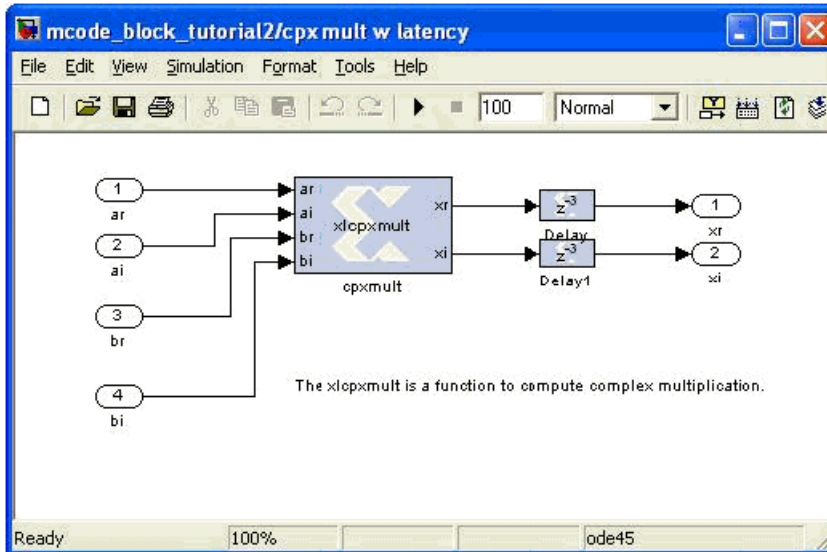 mcode_block_tutorial2/cpxmult w latency
File Edit View Simulation Format Tools Help
100 Normal
1
ar
2
ai
3
br
4
bi
ar
ai
br
bi
xlcpxmult
xr
xi
cpxmult
z-3
Delay
z-3
Delay1
1
xr
2
xi
The xlcpxmult is a function to compute complex multiplication.
Ready 100% ode45